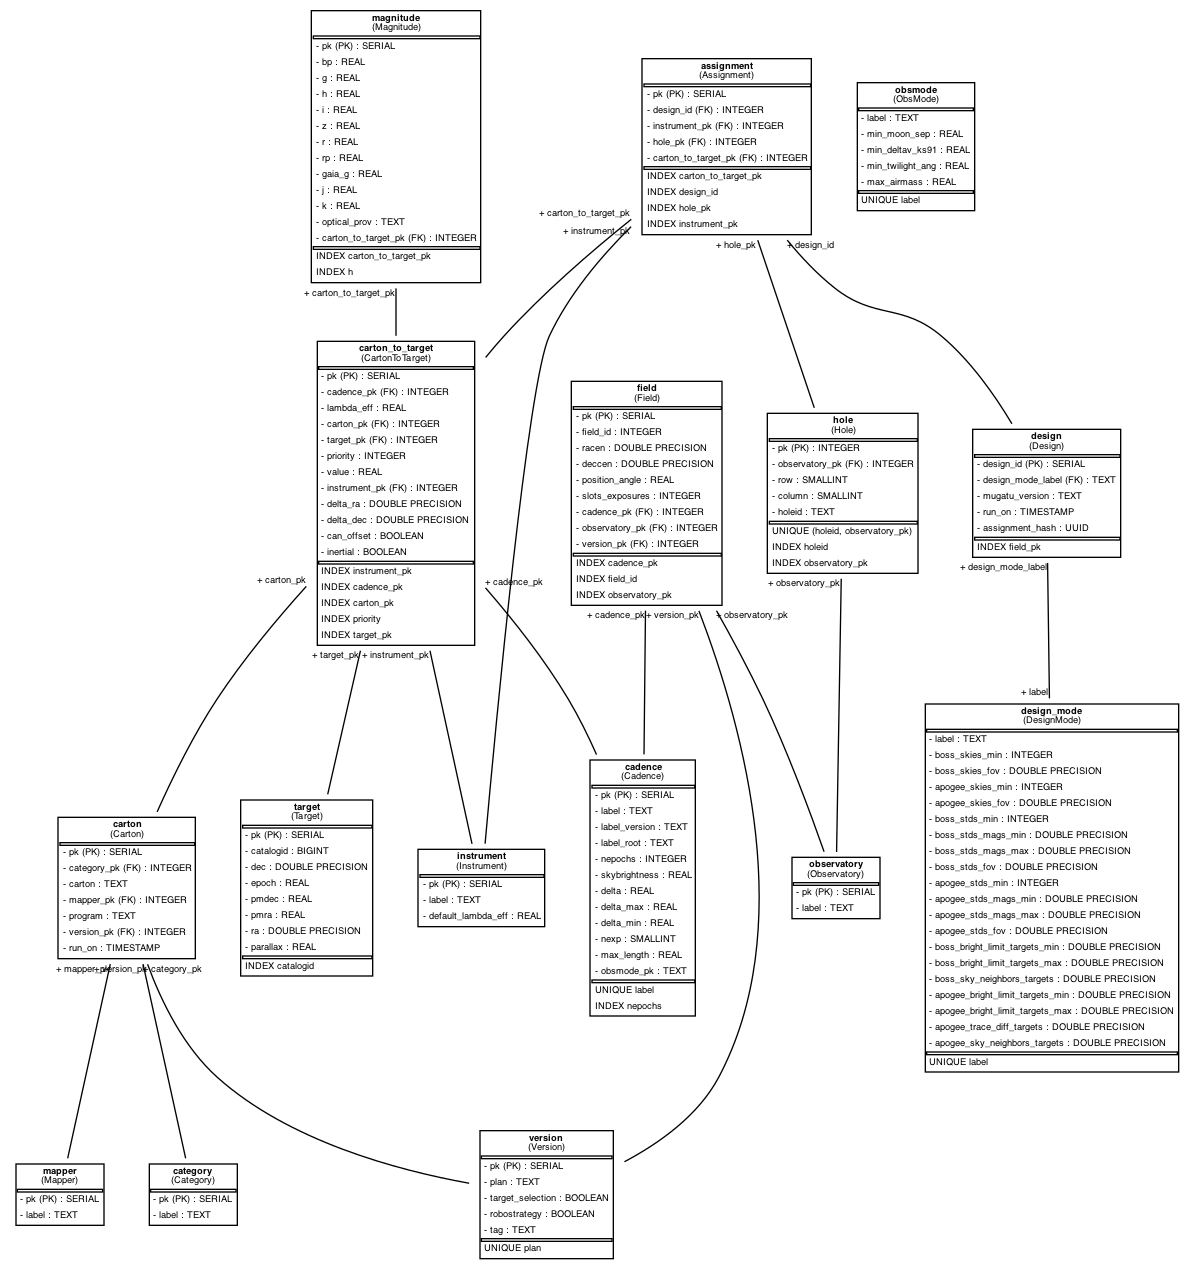 magnitude
(Magnitude)
- pk (PK) : SERIAL
- bp : REAL
- g : REAL
- h : REAL
- i : REAL
- z : REAL
- r : REAL
- rp : REAL
- gaia_g : REAL
- j : REAL
- k : REAL
- optical_prov : TEXT
- carton_to_target_pk (FK) : INTEGER
INDEX carton_to_target_pk
INDEX h
+ carton_to_target_pk
assignment
(Assignment)
- pk (PK) : SERIAL
- design_id (FK) : INTEGER
- instrument_pk (FK) : INTEGER
- hole_pk (FK) : INTEGER
- carton_to_target_pk (FK) : INTEGER
INDEX carton_to_target_pk
INDEX design_id
INDEX hole_pk
INDEX instrument_pk
+ carton_to_target_pk
+ instrument_pk
+ hole_pk
+ design_id
obsmode
(ObsMode)
- label : TEXT
- min_moon_sep : REAL
- min_deltav_ks91 : REAL
- min_twilight_ang : REAL
- max_airmass : REAL
UNIQUE label
carton_to_target
(CartonToTarget)
- pk (PK) : SERIAL
- cadence_pk (FK) : INTEGER
- lambda_eff : REAL
- carton_pk (FK) : INTEGER
- target_pk (FK) : INTEGER
- priority : INTEGER
- value : REAL
- instrument_pk (FK) : INTEGER
- delta_ra : DOUBLE PRECISION
- delta_dec : DOUBLE PRECISION
- can_offset : BOOLEAN
- inertial : BOOLEAN
INDEX instrument_pk
INDEX cadence_pk
INDEX carton_pk
INDEX priority
INDEX target_pk
+ carton_pk
+ cadence_pk
+ target_pk
+ instrument_pk
field
(Field)
- pk (PK) : SERIAL
- field_id : INTEGER
- racen : DOUBLE PRECISION
- deccen : DOUBLE PRECISION
- position_angle : REAL
- slots_exposures : INTEGER
- cadence_pk (FK) : INTEGER
- observatory_pk (FK) : INTEGER
- version_pk (FK) : INTEGER
INDEX cadence_pk
INDEX field_id
INDEX observatory_pk
+ cadence_pk
+ version_pk
+ observatory_pk
hole
(Hole)
- pk (PK) : INTEGER
- observatory_pk (FK) : INTEGER
- row : SMALLINT
- column : SMALLINT
- holeid : TEXT
UNIQUE (holeid, observatory_pk)
INDEX holeid
INDEX observatory_pk
+ observatory_pk
design
(Design)
- design_id (PK) : SERIAL
- design_mode_label (FK) : TEXT
- mugatu_version : TEXT
- run_on : TIMESTAMP
- assignment_hash : UUID
INDEX field_pk
+ design_mode_label
+ label
design_mode
(DesignMode)
- label : TEXT
- boss_skies_min : INTEGER
- boss_skies_fov : DOUBLE PRECISION
- apogee_skies_min : INTEGER
- apogee_skies_fov : DOUBLE PRECISION
- boss_stds_min : INTEGER
- boss_stds_mags_min : DOUBLE PRECISION
- boss_stds_mags_max : DOUBLE PRECISION
- boss_stds_fov : DOUBLE PRECISION
- apogee_stds_min : INTEGER
- apogee_stds_mags_min : DOUBLE PRECISION
- apogee_stds_mags_max : DOUBLE PRECISION
- apogee_stds_fov : DOUBLE PRECISION
- boss_bright_limit_targets_min : DOUBLE PRECISION
- boss_bright_limit_targets_max : DOUBLE PRECISION
- boss_sky_neighbors_targets : DOUBLE PRECISION
- apogee_bright_limit_targets_min : DOUBLE PRECISION
- apogee_bright_limit_targets_max : DOUBLE PRECISION
- apogee_trace_diff_targets : DOUBLE PRECISION
- apogee_sky_neighbors_targets : DOUBLE PRECISION
UNIQUE label
carton
(Carton)
- pk (PK) : SERIAL
- category_pk (FK) : INTEGER
- carton : TEXT
- mapper_pk (FK) : INTEGER
- program : TEXT
- version_pk (FK) : INTEGER
- run_on : TIMESTAMP
+ mapper_pk
+ version_pk
+ category_pk
target
(Target)
- pk (PK) : SERIAL
- catalogid : BIGINT
- dec : DOUBLE PRECISION
- epoch : REAL
- pmdec : REAL
- pmra : REAL
- ra : DOUBLE PRECISION
- parallax : REAL
INDEX catalogid
instrument
(Instrument)
- pk (PK) : SERIAL
- label : TEXT
- default_lambda_eff : REAL
cadence
(Cadence)
- pk (PK) : SERIAL
- label : TEXT
- label_version : TEXT
- label_root : TEXT
- nepochs : INTEGER
- skybrightness : REAL
- delta : REAL
- delta_max : REAL
- delta_min : REAL
- nexp : SMALLINT
- max_length : REAL
- obsmode_pk : TEXT
UNIQUE label
INDEX nepochs
observatory
(Observatory)
- pk (PK) : SERIAL
- label : TEXT
mapper
(Mapper)
- pk (PK) : SERIAL
- label : TEXT
category
(Category)
- pk (PK) : SERIAL
- label : TEXT
version
(Version)
- pk (PK) : SERIAL
- plan : TEXT
- target_selection : BOOLEAN
- robostrategy : BOOLEAN
- tag : TEXT
UNIQUE plan